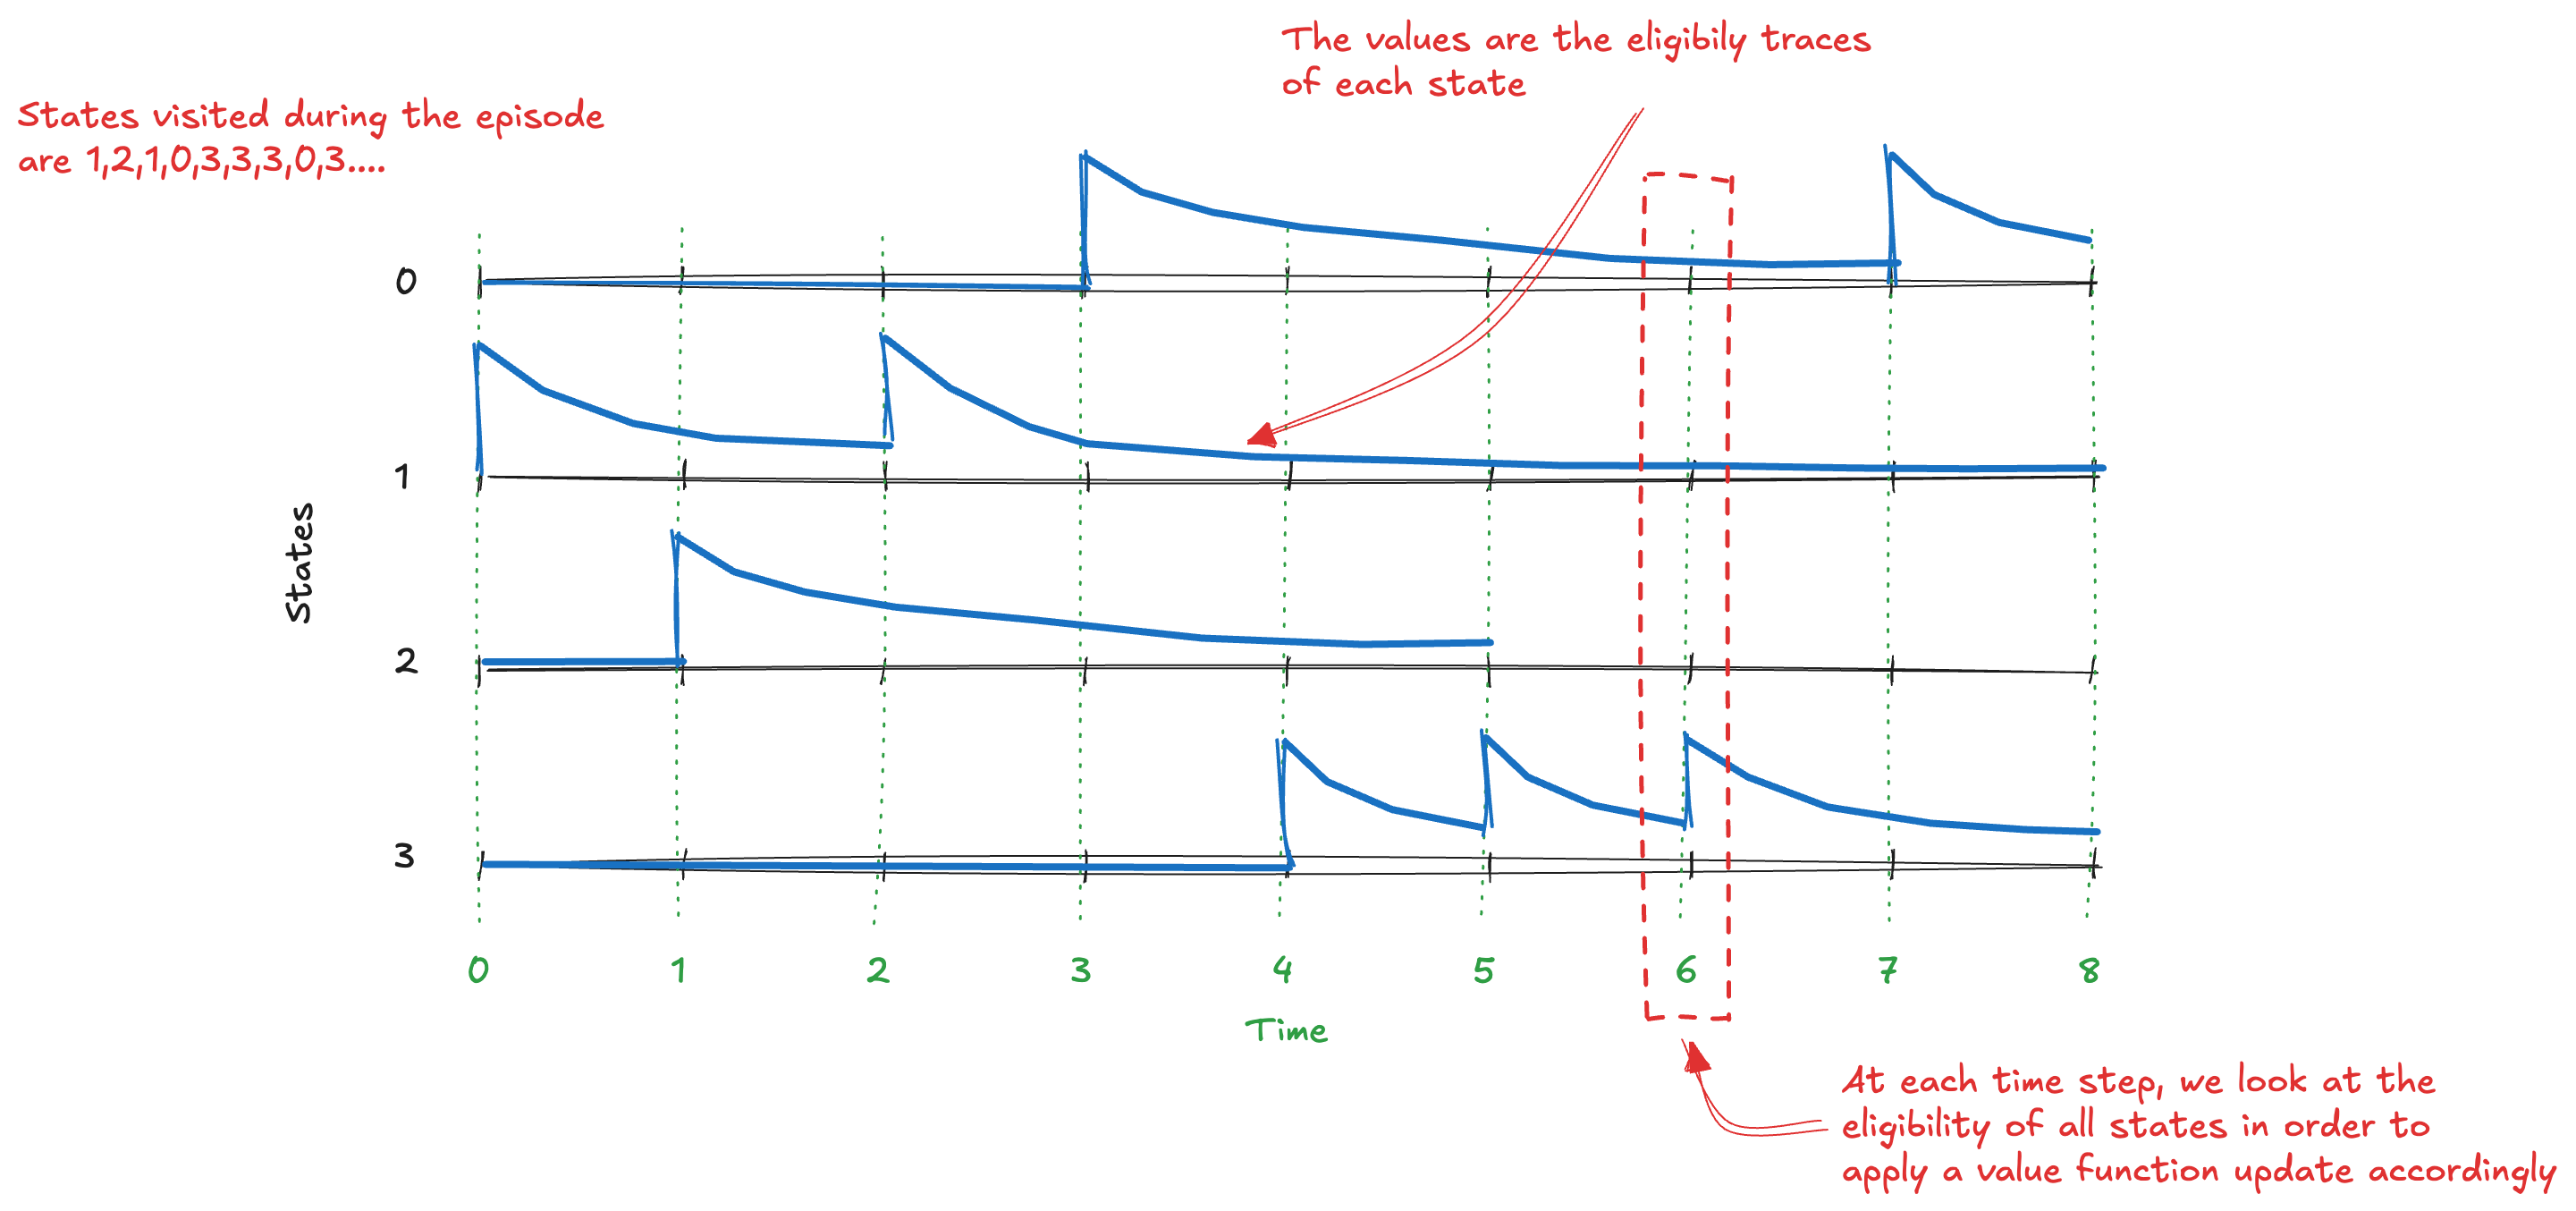 The values are the eligibily traces
of each state
States visited during the episode
are 1,2,1,0,3,3,3,0,3....
0
1
States
2
3
0 1 2 3 4 5 6 7 8
Time
At each time step, we look at the
eligibility of all states in order to
apply a value function update accordingly